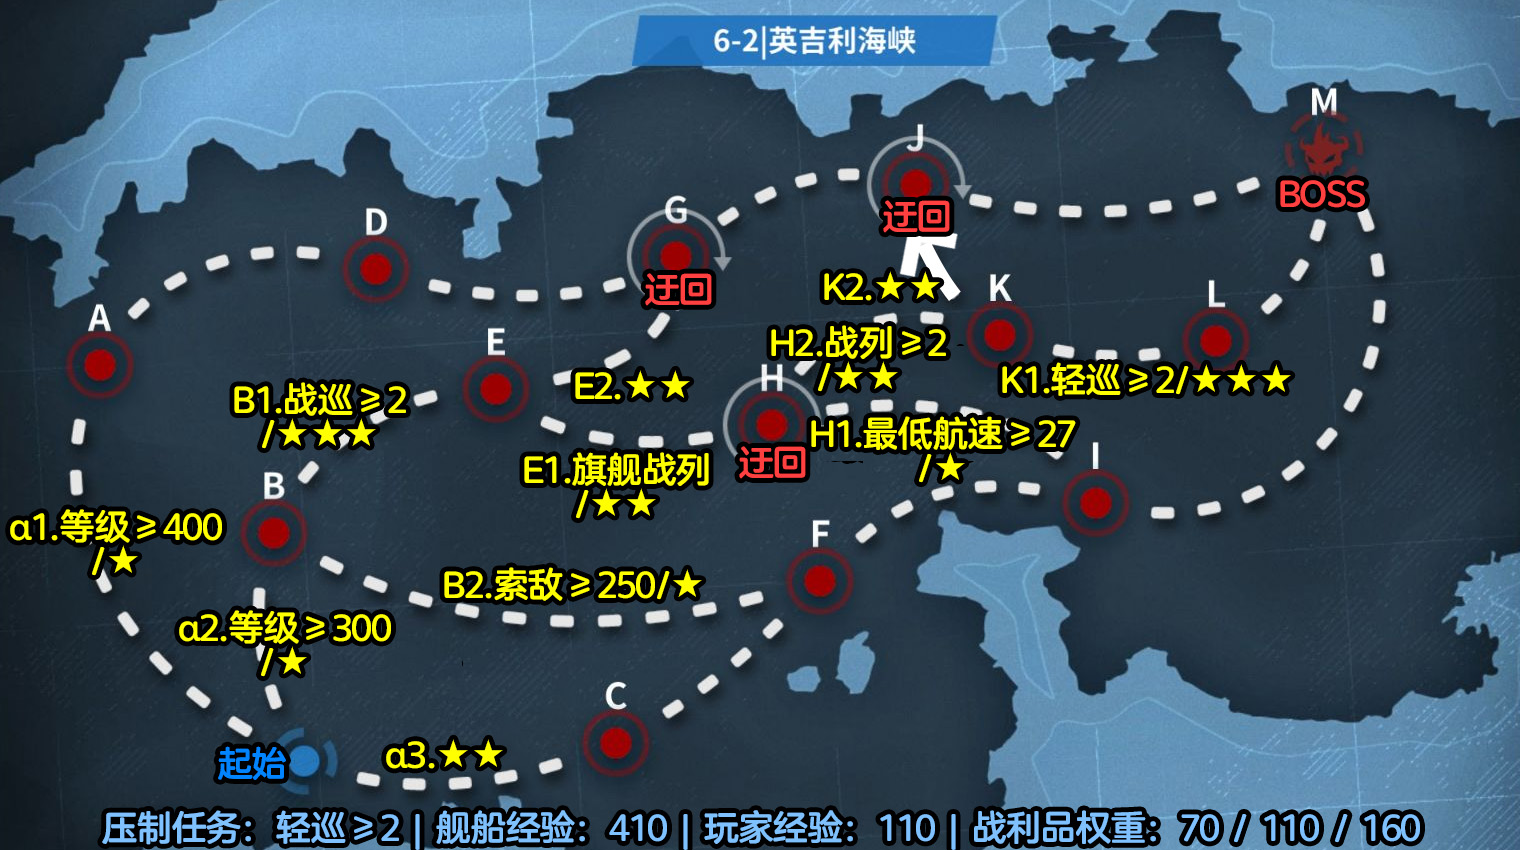 6-2|英吉利海峡
M
BOSS
J
迂回
G
迂回
D
A
K2.★★
K
L
H2.战列≥2
/★★
E
H
迂回
E2.★★
K1.轻巡≥2/★★★
B1.战巡≥2
/★★★
H1.最低航速≥27
/★
E1.旗舰战列
/★★
I
B
α1.等级≥400
/★
F
B2.索敌≥250/★
α2.等级≥300
/★
C
起始
α3.★★
压制任务：轻巡≥2 | 舰船经验：410 | 玩家经验：110 | 战利品权重：70 / 110 / 160